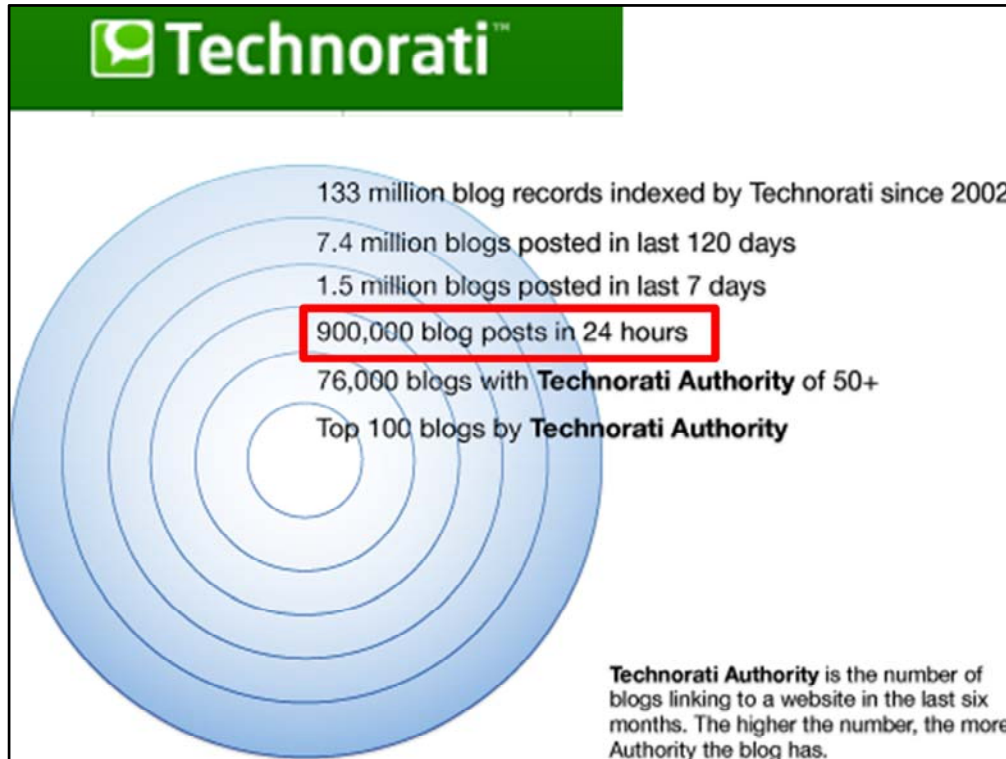 Technorati™
133 million blog records indexed by Technorati since 2002
7.4 million blogs posted in last 120 days
1.5 million blogs posted in last 7 days
900,000 blog posts in 24 hours
76,000 blogs with Technorati Authority of 50+
Top 100 blogs by Technorati Authority
Technorati Authority is the number of
blogs linking to a website in the last six
months. The higher the number, the more
Authority the blog has.